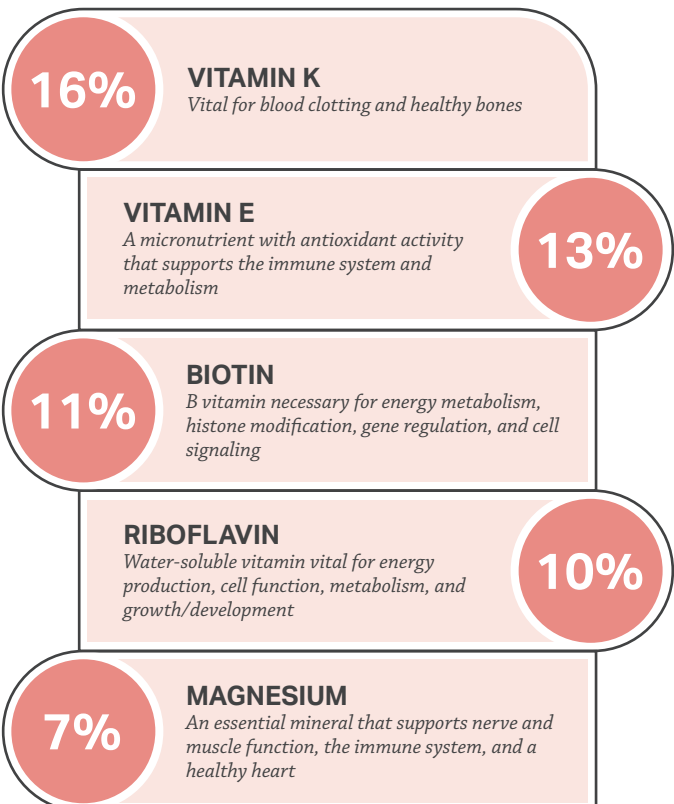 16%
VITAMIN K
Vital for blood clotting and healthy bones
VITAMIN E
A micronutrient with antioxidant activity
that supports the immune system and
metabolism
13%
11%
BIOTIN
B vitamin necessary for energy metabolism,
histone modification, gene regulation, and cell
signaling
RIBOFLAVIN
Water-soluble vitamin vital for energy
production, cell function, metabolism, and
growth/development
10%
7%
MAGNESIUM
An essential mineral that supports nerve and
muscle function, the immune system, and a
healthy heart